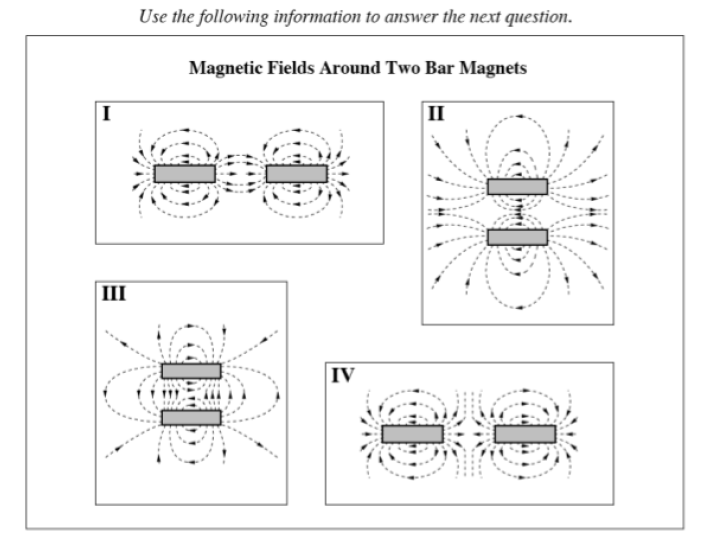 Use the following information to answer the next question.
Magnetic Fields Around Two Bar Magnets
I
II
III
IV